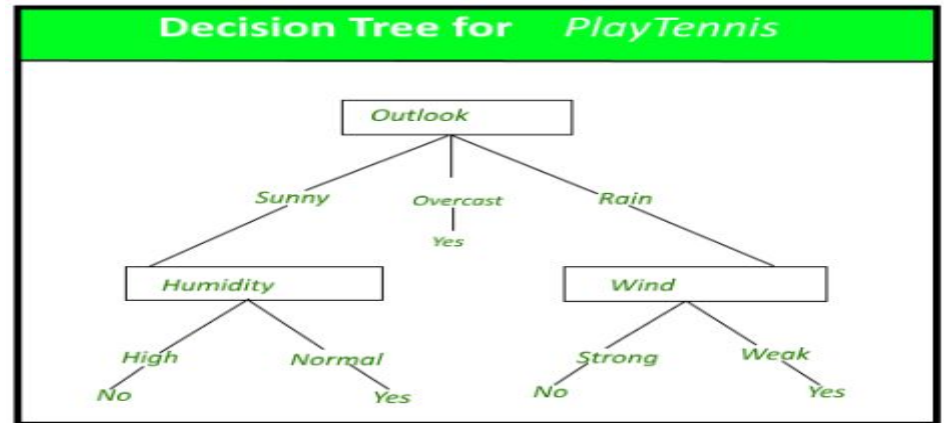 Decision Tree for PlayTennis
Outlook
Sunny Overcast Rain
Yes
Humidity Wind
High Normal Strong Weak
No Yes No Yes